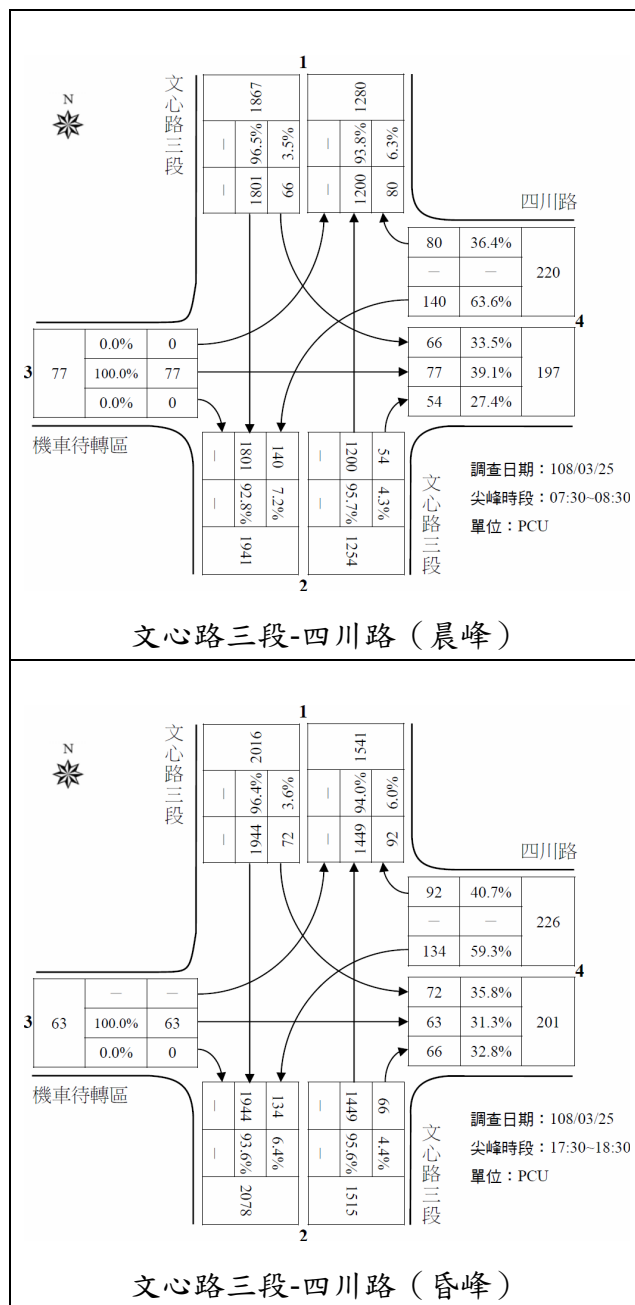 1
文心路三段
N
1867
— 96.5% 3.5%
— 1801 66
1280
— 93.8% 6.3%
— 1200 80
四川路
80 36.4%
— —
140 63.6%
220
4
3
77
0.0% 0
100.0% 77
0.0% 0
66 33.5%
77 39.1%
54 27.4%
197
機車待轉區
— 1801 140
— 92.8% 7.2%
1941
— 1200 54
— 95.7% 4.3%
1254
文心路三段
調查日期：108/03/25
尖峰時段：07:30~08:30
單位：PCU
2
文心路三段-四川路（晨峰）
1
文心路三段
N
2016
— 96.4% 3.6%
— 1944 72
1541
— 94.0% 6.0%
— 1449 92
四川路
92 40.7%
— —
134 59.3%
226
4
3
63
— —
100.0% 63
0.0% 0
72 35.8%
63 31.3%
66 32.8%
201
機車待轉區
— 1944 134
— 93.6% 6.4%
2078
— 1449 66
— 95.6% 4.4%
1515
文心路三段
調查日期：108/03/25
尖峰時段：17:30~18:30
單位：PCU
2
文心路三段-四川路（昏峰）